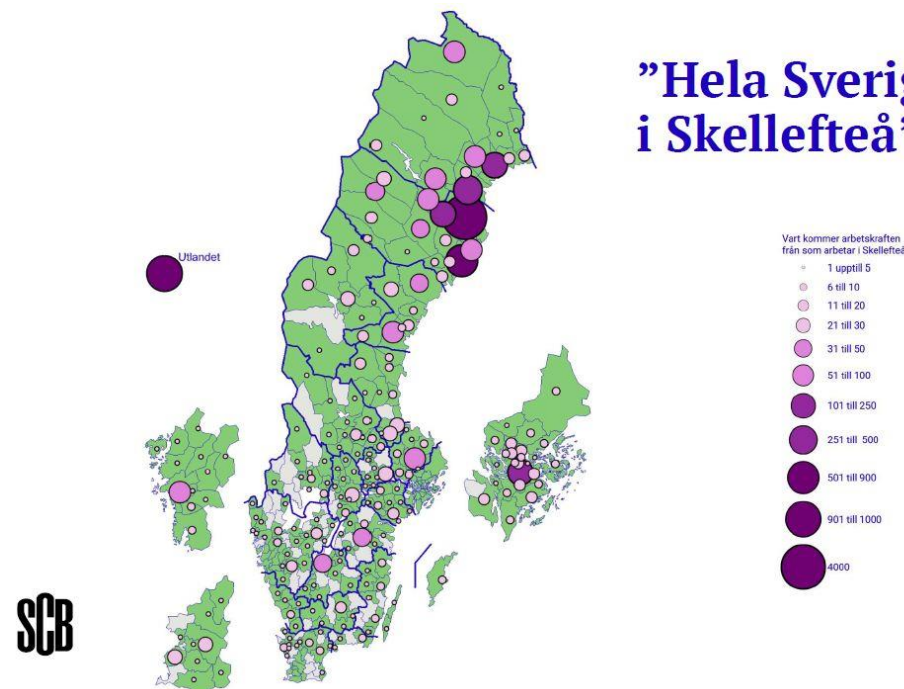 "Hela Sverig
i Skellefteå"
Utlandet
Vart kommer arbetskraften
från som arbetar i Skellefteå
1 upptill 5
6 till 10
11 till 20
21 till 30
31 till 50
51 till 100
101 till 250
251 till 500
501 till 900
901 till 1000
4000
SCB